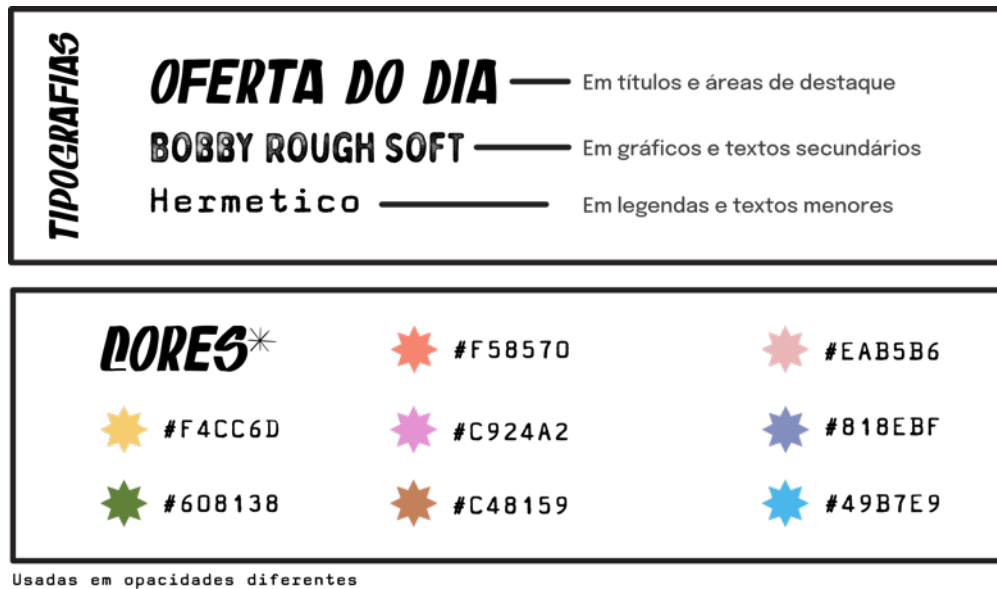 TIPOGRAFIAS
OFERTA DO DIA
Em títulos e áreas de destaque
BOBBY ROUGH SOFT
Em gráficos e textos secundários
Hermetico
Em legendas e textos menores
CORES*
#F58570
#EAB5B6
#F4CC6D
#C924A2
#818EBF
#608138
#C48159
#49B7E9
Usadas em opacidades diferentes